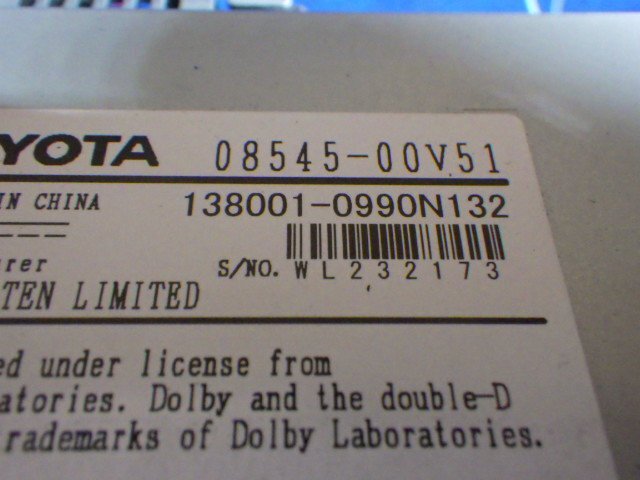 YOTA 08545-00V51
IN CHINA 138001-0990N132
S/NO. WL232173
urer
TEN LIMITED
ed under license from
atories. Dolby and the double-D
rademarks of Dolby Laboratories.